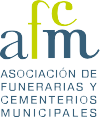 afcm
ASOCIACIÓN DE
FUNERARIAS Y
CEMENTERIOS
MUNICIPALES